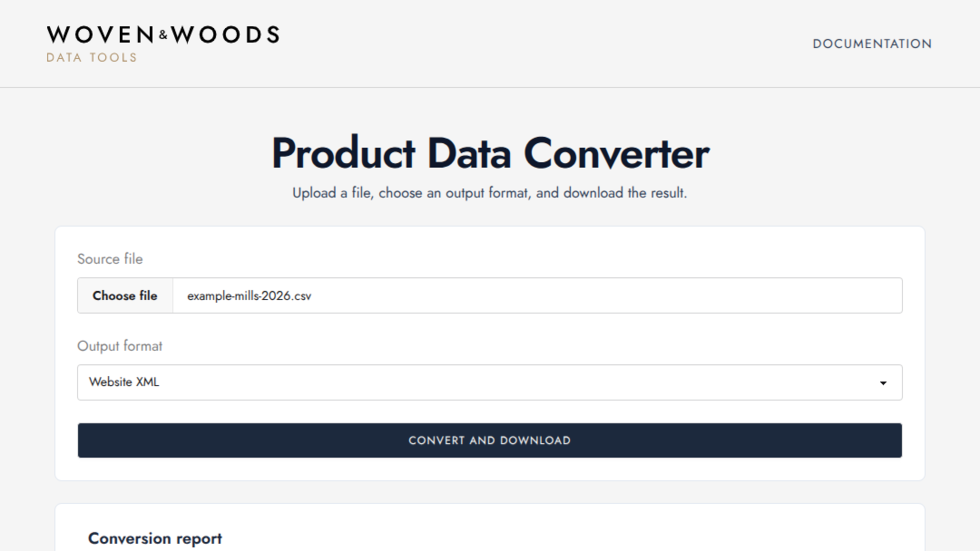 WOVEN&WOODS
DATA TOOLS
DOCUMENTATION
Product Data Converter
Upload a file, choose an output format, and download the result.
Source file
Choose file example-mills-2026.csv
Output format
Website XML
CONVERT AND DOWNLOAD
Conversion report